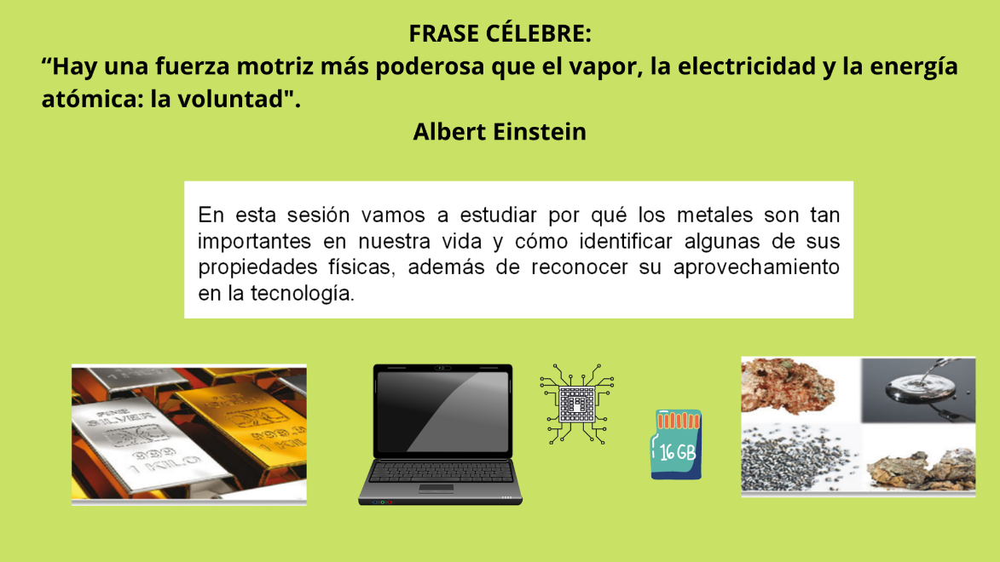 FRASE CÉLEBRE:
“Hay una fuerza motriz más poderosa que el vapor, la electricidad y la energía
atómica: la voluntad".
Albert Einstein
En esta sesión vamos a estudiar por qué los metales son tan
importantes en nuestra vida y cómo identificar algunas de sus
propiedades físicas, además de reconocer su aprovechamiento
en la tecnología.
FINE
SILVER
999
1 KILO
999.9
1 KIL
16 GB